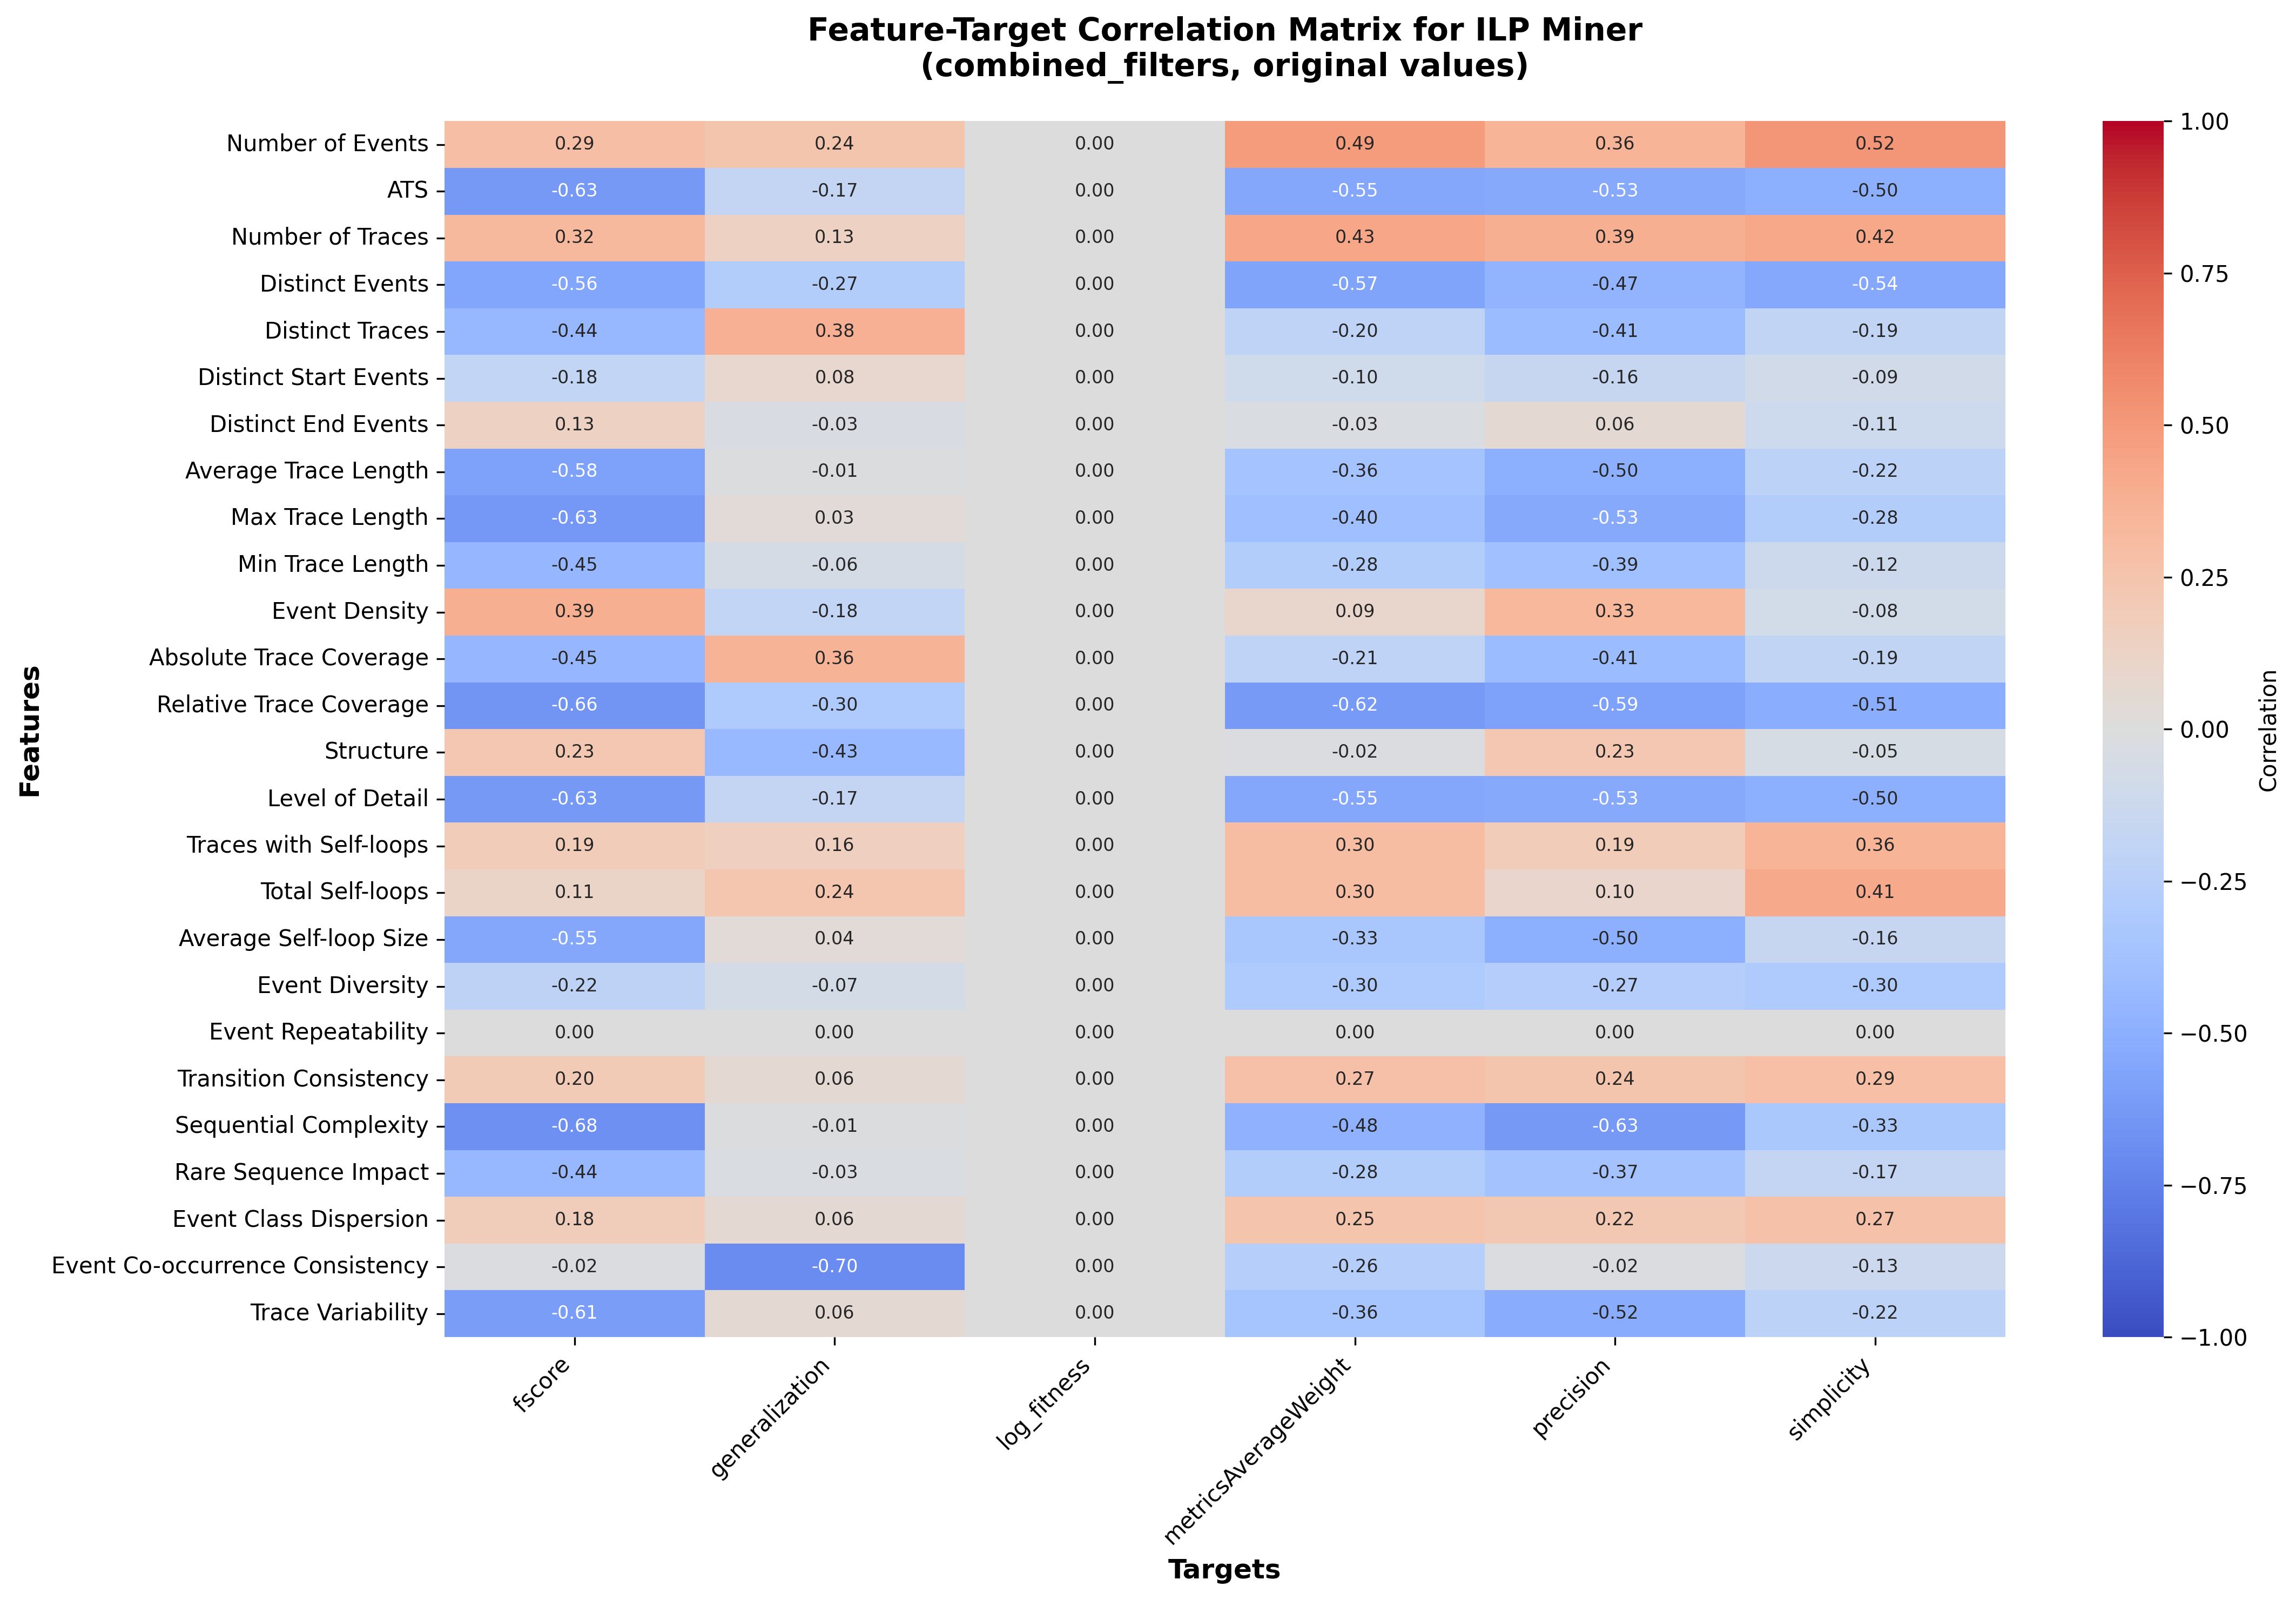 Feature-Target Correlation Matrix for ILP Miner
(combined_filters, original values)
Features
Number of Events 0.29 0.24 0.00 0.49 0.36 0.52
ATS -0.63 -0.17 0.00 -0.55 -0.53 -0.50
Number of Traces 0.32 0.13 0.00 0.43 0.39 0.42
Distinct Events -0.56 -0.27 0.00 -0.57 -0.47 -0.54
Distinct Traces -0.44 0.38 0.00 -0.20 -0.41 -0.19
Distinct Start Events -0.18 0.08 0.00 -0.10 -0.16 -0.09
Distinct End Events 0.13 -0.03 0.00 -0.03 0.06 -0.11
Average Trace Length -0.58 -0.01 0.00 -0.36 -0.50 -0.22
Max Trace Length -0.63 0.03 0.00 -0.40 -0.53 -0.28
Min Trace Length -0.45 -0.06 0.00 -0.28 -0.39 -0.12
Event Density 0.39 -0.18 0.00 0.09 0.33 -0.08
Absolute Trace Coverage -0.45 0.36 0.00 -0.21 -0.41 -0.19
Relative Trace Coverage -0.66 -0.30 0.00 -0.62 -0.59 -0.51
Structure 0.23 -0.43 0.00 -0.02 0.23 -0.05
Level of Detail -0.63 -0.17 0.00 -0.55 -0.53 -0.50
Traces with Self-loops 0.19 0.16 0.00 0.30 0.19 0.36
Total Self-loops 0.11 0.24 0.00 0.30 0.10 0.41
Average Self-loop Size -0.55 0.04 0.00 -0.33 -0.50 -0.16
Event Diversity -0.22 -0.07 0.00 -0.30 -0.27 -0.30
Event Repeatability 0.00 0.00 0.00 0.00 0.00 0.00
Transition Consistency 0.20 0.06 0.00 0.27 0.24 0.29
Sequential Complexity -0.68 -0.01 0.00 -0.48 -0.63 -0.33
Rare Sequence Impact -0.44 -0.03 0.00 -0.28 -0.37 -0.17
Event Class Dispersion 0.18 0.06 0.00 0.25 0.22 0.27
Event Co-occurrence Consistency -0.02 -0.70 0.00 -0.26 -0.02 -0.13
Trace Variability -0.61 0.06 0.00 -0.36 -0.52 -0.22
fscore generalization log_fitness metricsAverageWeight precision simplicity
Targets
1.00
0.75
0.50
0.25
0.00
−0.25
−0.50
−0.75
−1.00
Correlation